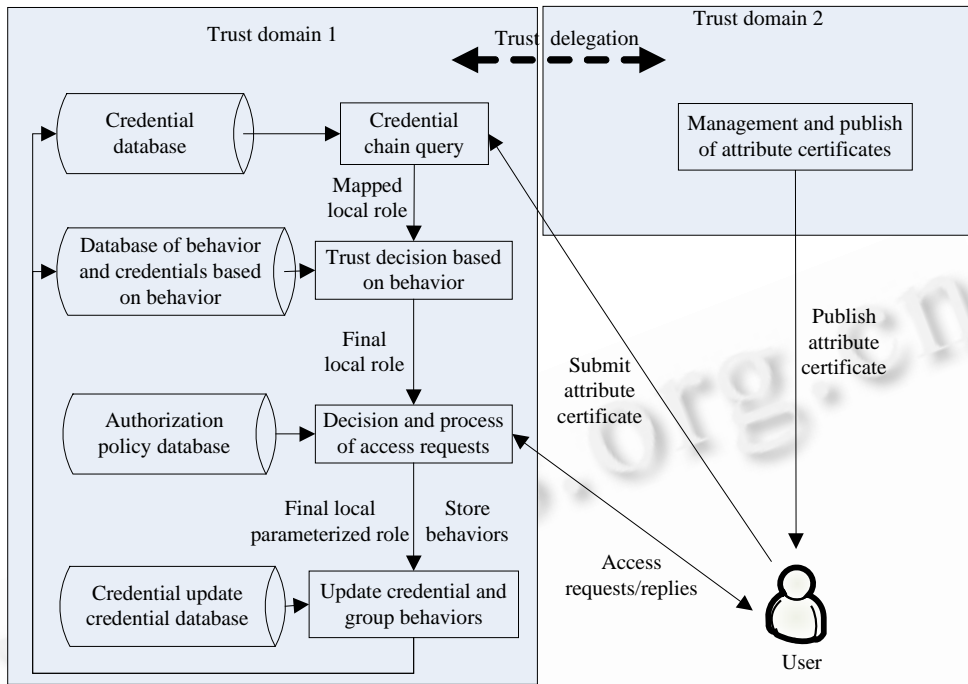 Trust domain 1
Trust delegation
Trust domain 2
Credential
database
Credential
chain query
Management and publish
of attribute certificates
Mapped
local role
Database of behavior
and credentials based
on behavior
Trust decision based
on behavior
Final
local role
Submit
attribute
certificate
Publish
attribute
certificate
Authorization
policy database
Decision and process
of access requests
Final local
parameterized role
Store
behaviors
Access
requests/replies
Credential update
credential database
Update credential and
group behaviors
User
.org.cn